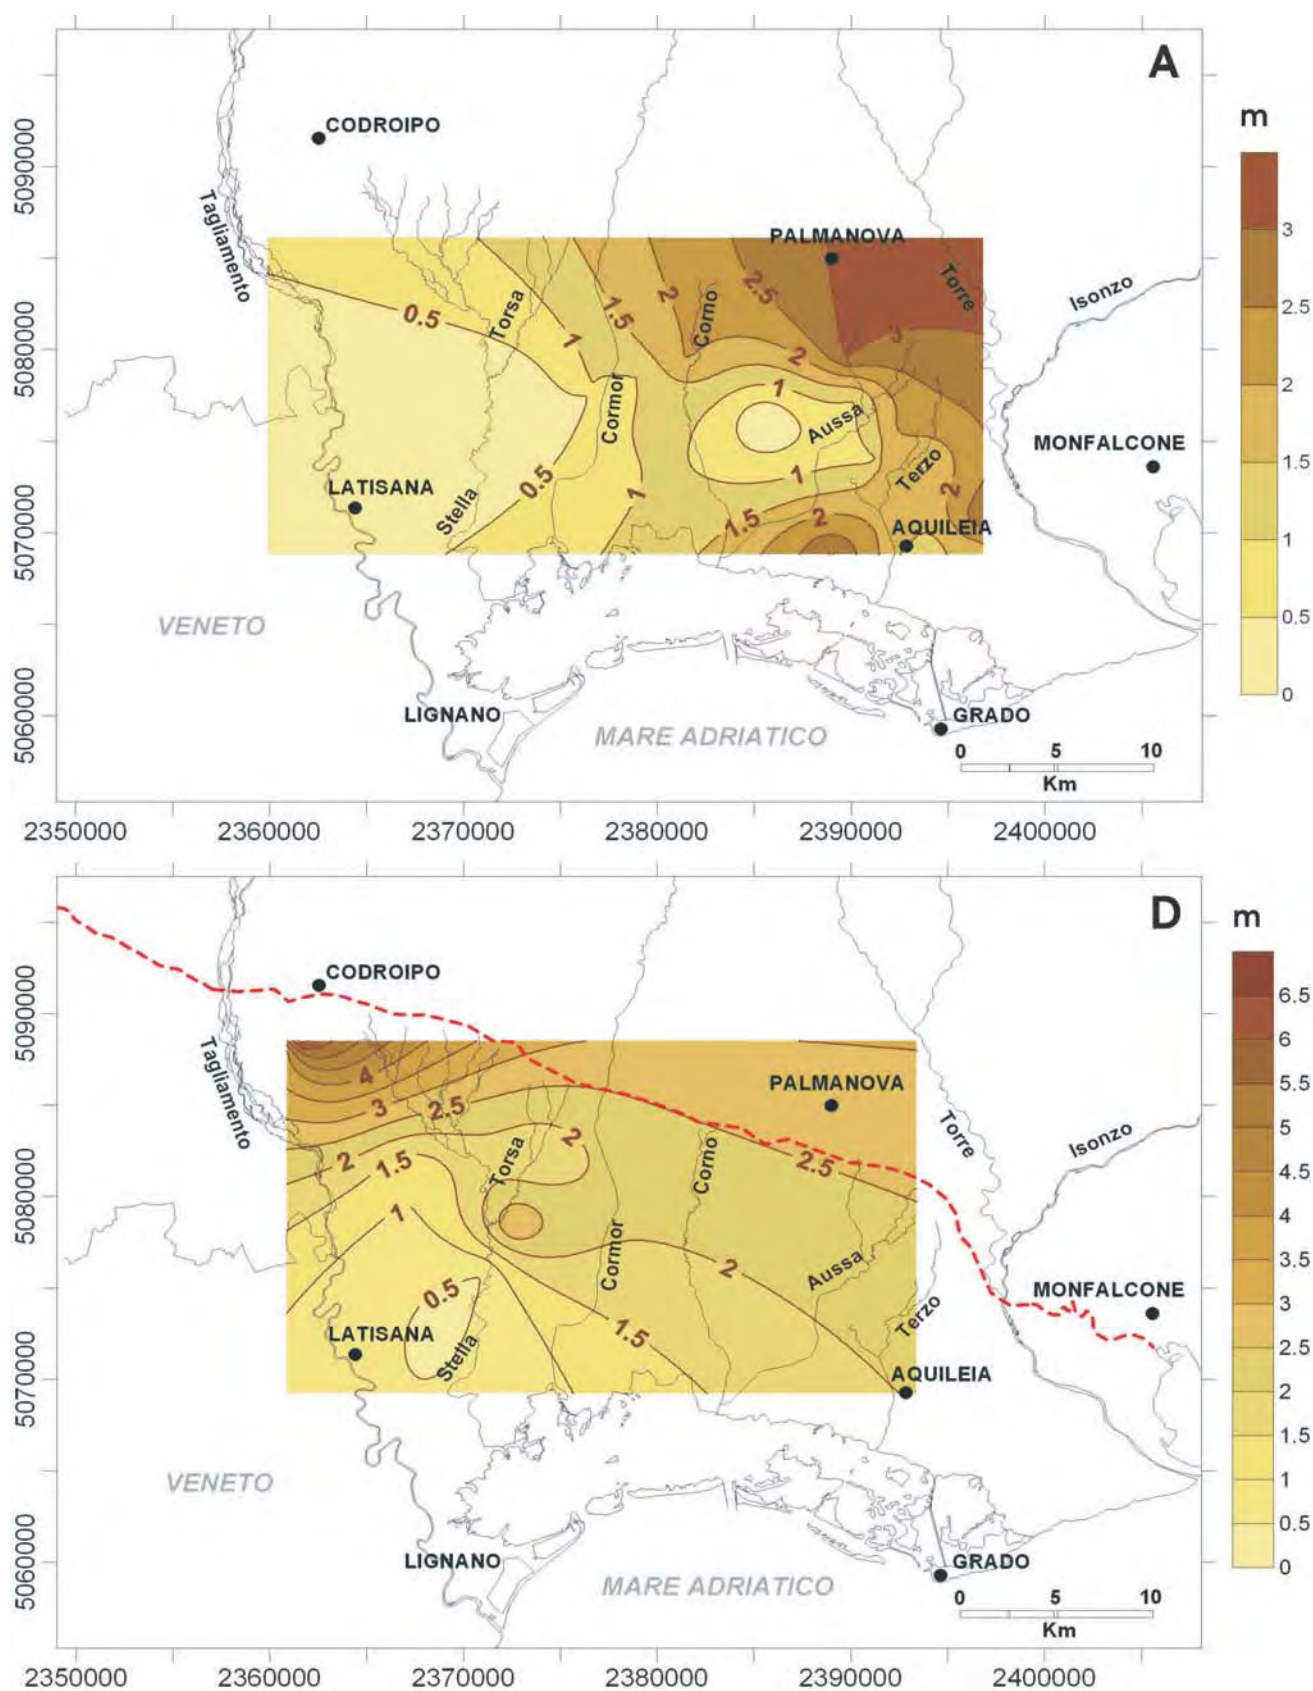 A
m
CODROIPO
5090000
Tagliamento
PALMANOVA
3
Torre
Isonzo
2.5
2.5
0.5
Torsa
1.5
2
Corno
5080000
1
2
3
2
1
Cormor
Aussa
MONFALCONE
1.5
LATISANA
0.5
1
1
Terzo
2
Stella
1.5
2
AQUILEIA
5070000
1
VENETO
0.5
LIGNANO
GRADO
0
5060000
MARE ADRIATICO
0 5 10
Km
2350000 2360000 2370000 2380000 2390000 2400000
D
m
CODROIPO
6.5
5090000
6
Tagliamento
4
PALMANOVA
5.5
3
2.5
5
Torre
Isonzo
2
1.5
2
Torsa
Corno
2.5
4.5
5080000
1
4
Cormor
3.5
0.5
2
Aussa
MONFALCONE
3
LATISANA
Stella
1.5
Terzo
2.5
5070000
AQUILEIA
2
1.5
VENETO
1
0.5
LIGNANO
GRADO
0
5060000
MARE ADRIATICO
0 5 10
Km
2350000 2360000 2370000 2380000 2390000 2400000